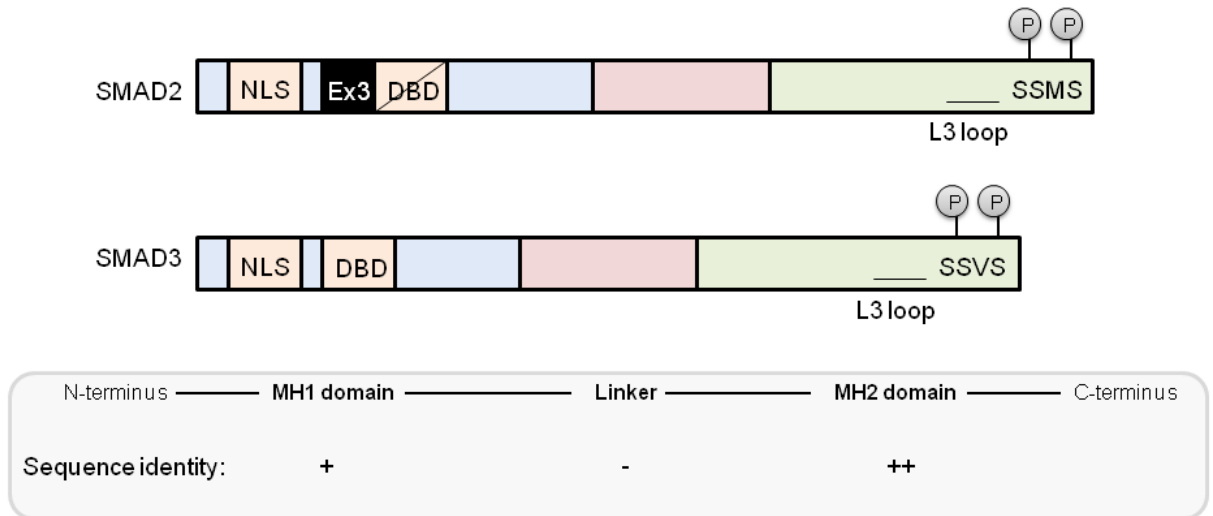 P P
SMAD2 NLS Ex3 DBD SSMS
L3 loop
P P
SMAD3 NLS DBD SSVS
L3 loop
N-terminus MH1 domain Linker MH2 domain C-terminus
Sequence identity: + - ++